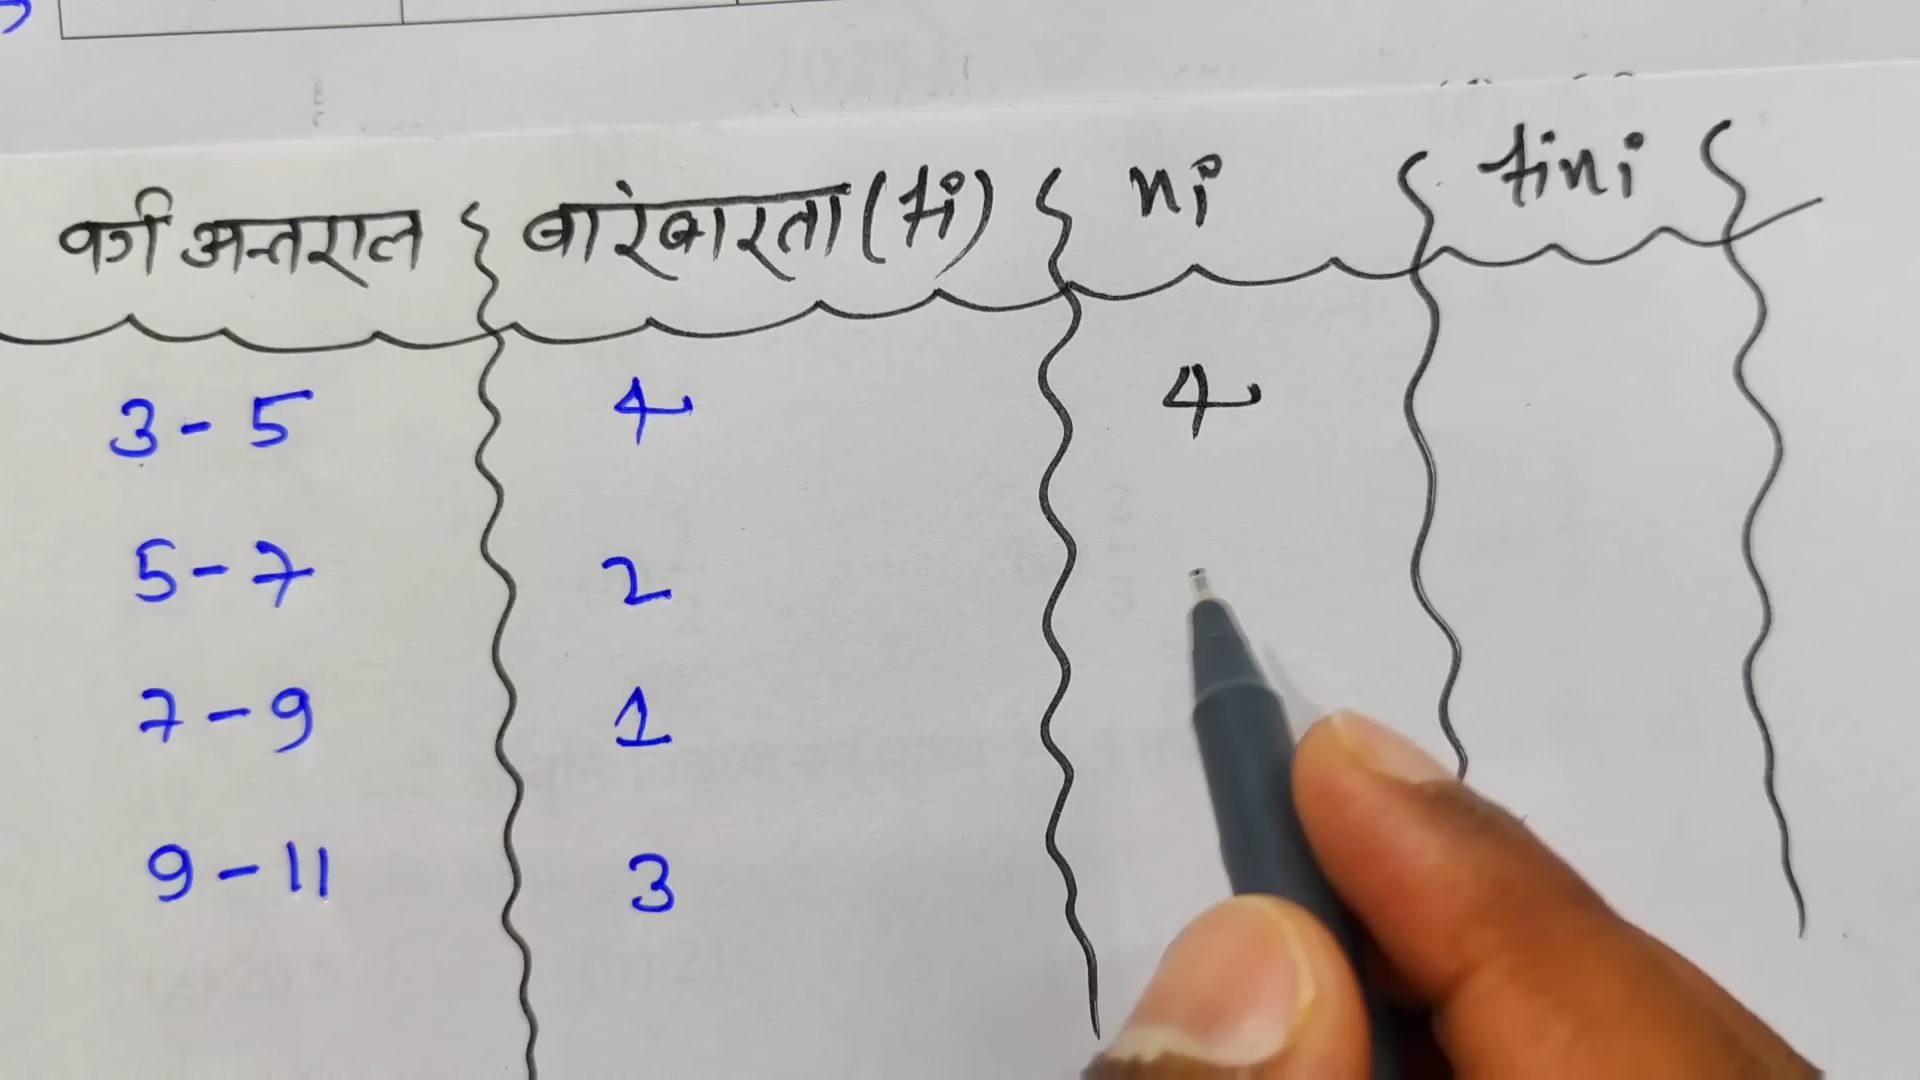 वर्ग अन्तराल बारंबारता (fi) xi fixi
3 - 5 4 4
5 - 7 2
7 - 9 1
9 - 11 3